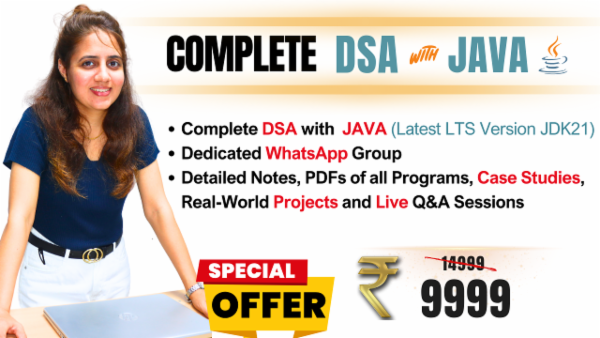 COMPLETE DSA WITH JAVA
• Complete DSA with JAVA (Latest LTS Version JDK21)
• Dedicated WhatsApp Group
• Detailed Notes, PDFs of all Programs, Case Studies,
Real-World Projects and Live Q&A Sessions
SPECIAL
OFFER
₹ 14999
9999